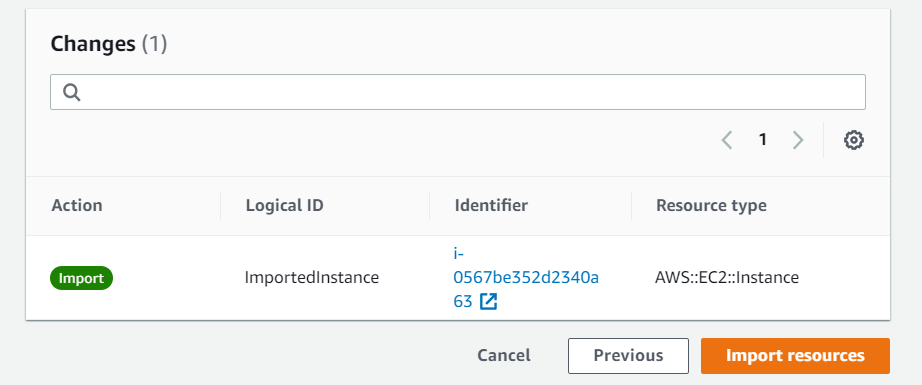 Changes (1)
1
Action Logical ID Identifier Resource type
Import ImportedInstance i-
0567be352d2340a
63 AWS::EC2::Instance
Cancel Previous Import resources